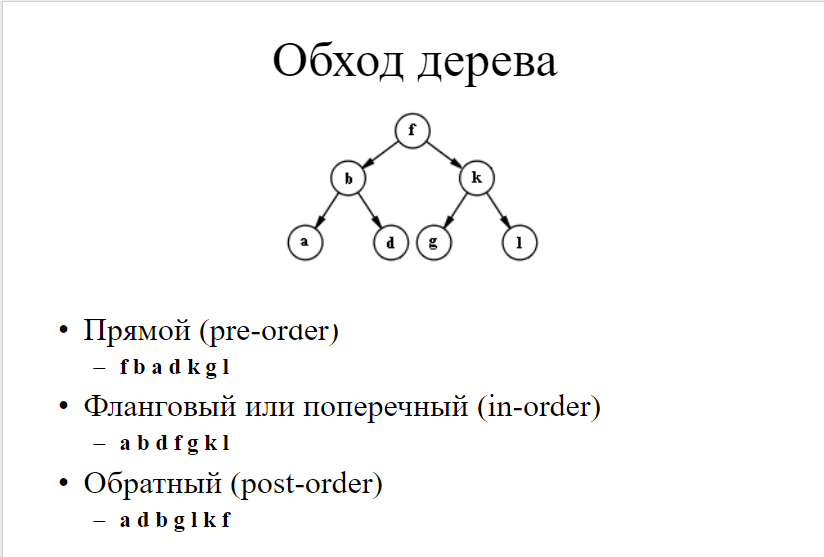 Обход дерева
f
b k
a d g l
• Прямой (pre-order)
– f b a d k g l
• Фланговый или поперечный (in-order)
– a b d f g k l
• Обратный (post-order)
– a d b g l k f